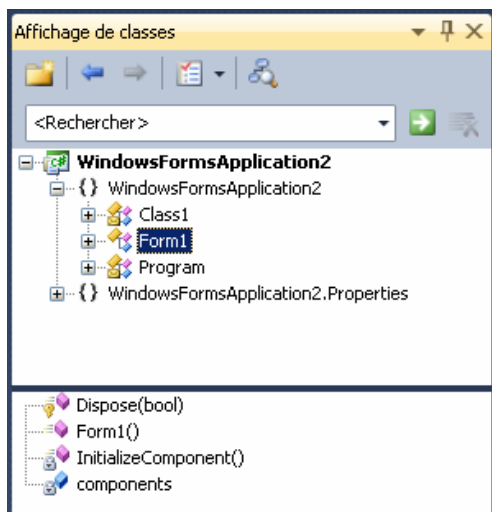 Affichage de classes
<Rechercher>
WindowsFormsApplication2
{} WindowsFormsApplication2
Class1
Form1
Program
{} WindowsFormsApplication2.Properties
Dispose(bool)
Form1()
InitializeComponent()
components